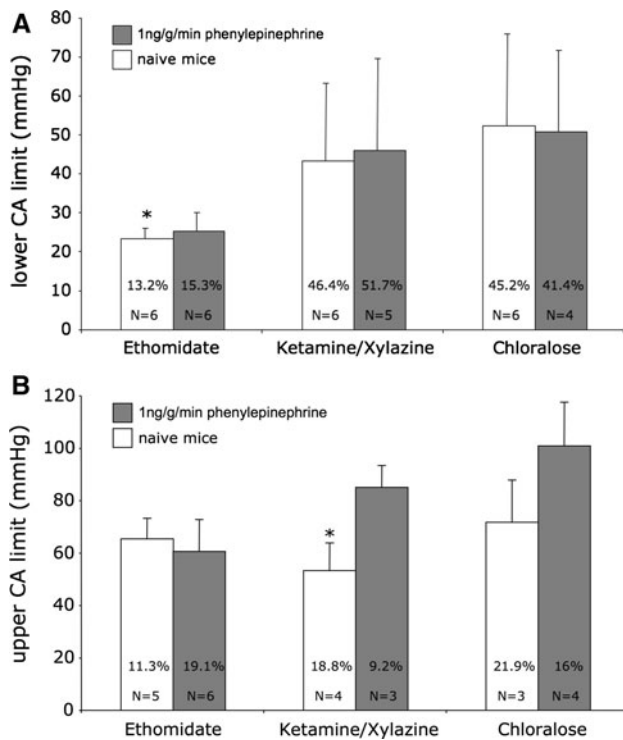 A
80
70
60
50
40
30
20
10
0
lower CA limit (mmHg)
1ng/g/min phenylepinephrine
naive mice
*
13.2% 15.3% 46.4% 51.7% 45.2% 41.4%
N=6 N=6 N=6 N=5 N=6 N=4
Ethomidate Ketamine/Xylazine Chloralose
B
120
100
80
60
40
20
0
upper CA limit (mmHg)
1ng/g/min phenylepinephrine
naive mice
*
11.3% 19.1% 18.8% 9.2% 21.9% 16%
N=5 N=6 N=4 N=3 N=3 N=4
Ethomidate Ketamine/Xylazine Chloralose